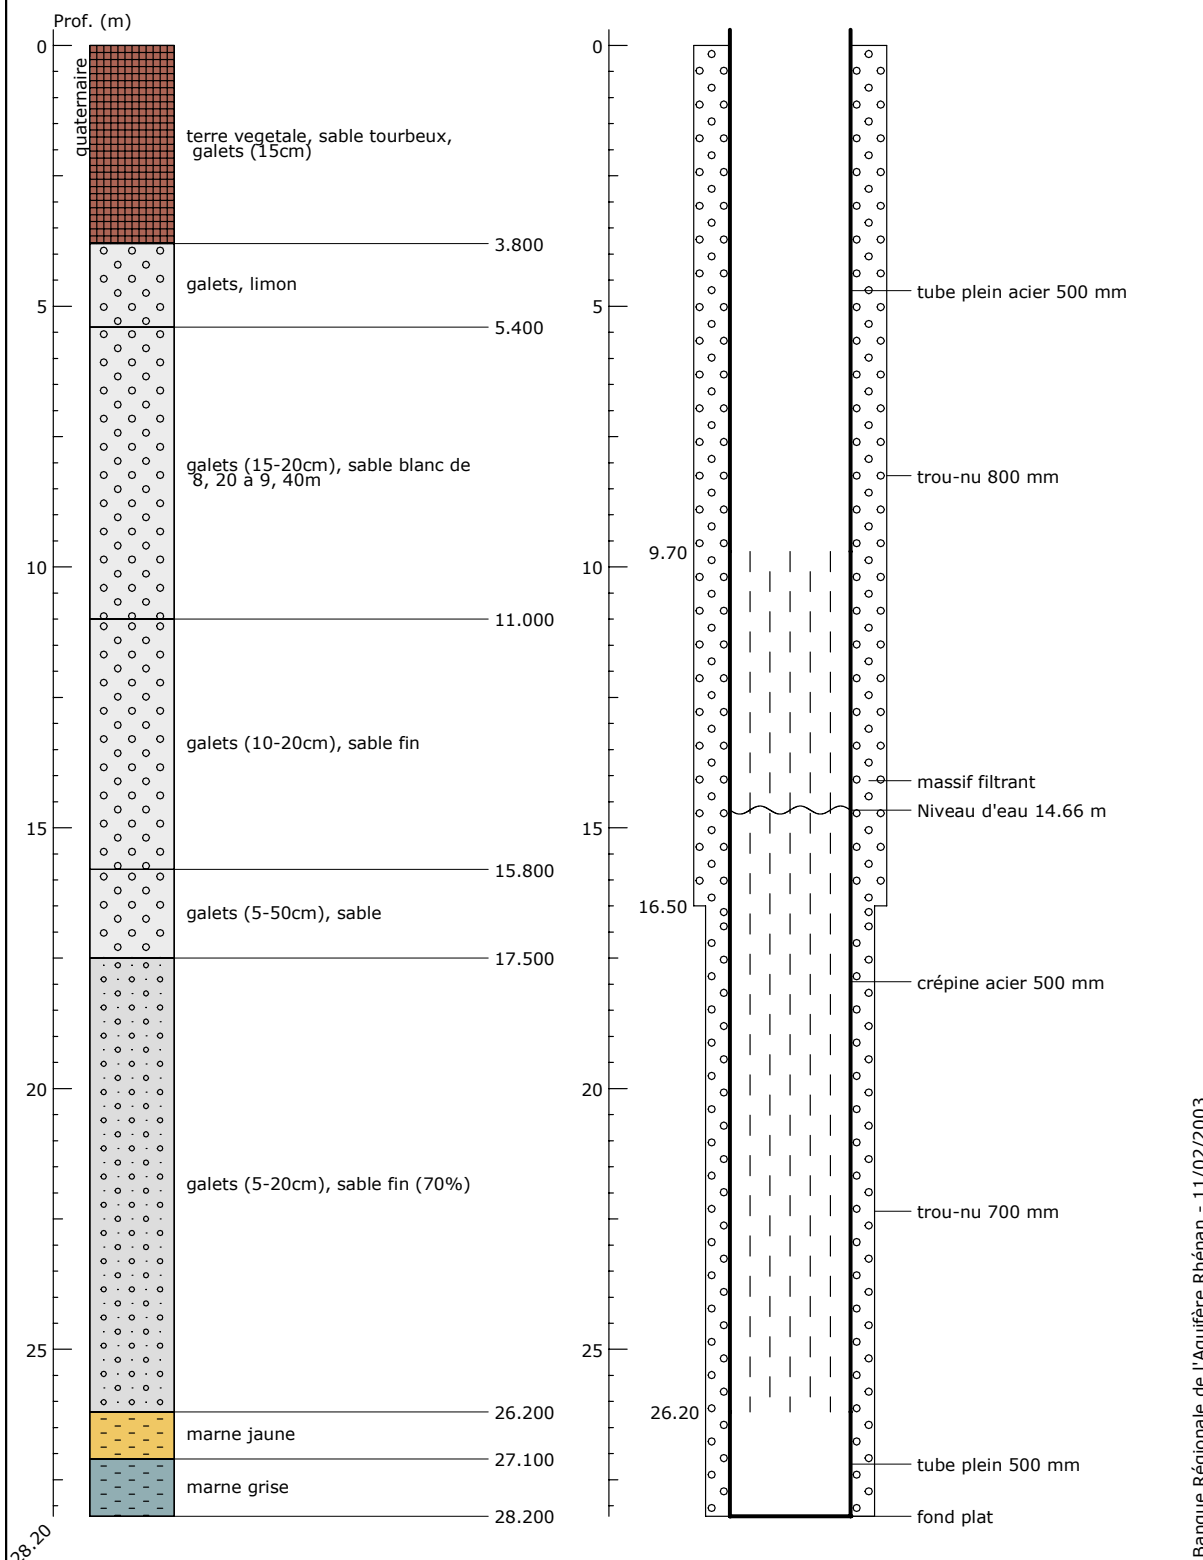 Prof. (m)
0
5
10
15
20
25
28.20
quaternaire
terre vegetale, sable tourbeux,
galets (15cm)
3.800
galets, limon
5.400
galets (15-20cm), sable blanc de
8, 20 à 9, 40m
11.000
galets (10-20cm), sable fin
15.800
galets (5-50cm), sable
17.500
galets (5-20cm), sable fin (70%)
26.200
marne jaune
27.100
marne grise
28.200
0
5
10
15
20
25
9.70
16.50
26.20
tube plein acier 500 mm
trou-nu 800 mm
massif filtrant
Niveau d'eau 14.66 m
crépine acier 500 mm
trou-nu 700 mm
tube plein 500 mm
fond plat
Banque Régionale de l'Aquifère Rhénan - 11/02/2003